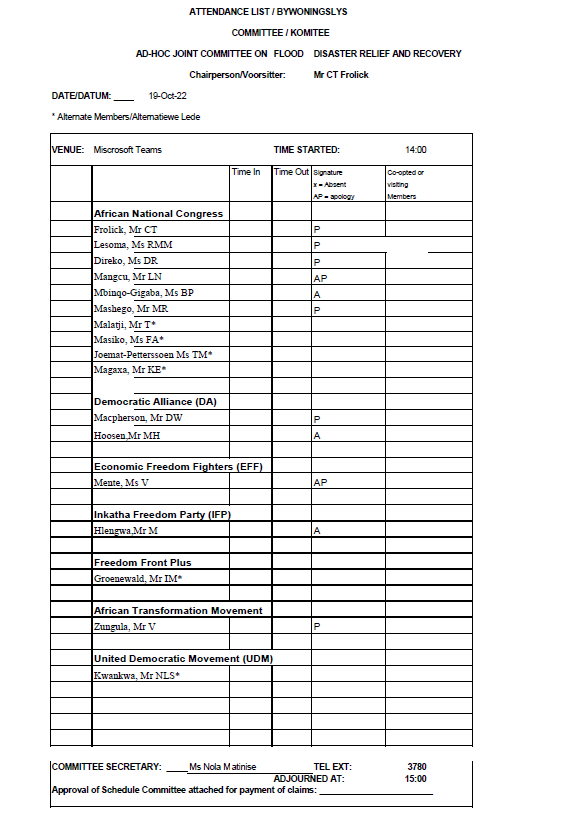 ATTENDANCE LIST / BYWONINGSLYS
COMMITTEE / KOMITEE
AD-HOC JOINT COMMITTEE ON FLOOD DISASTER RELIEF AND RECOVERY
Chairperson/Voorsitter: Mr CT Frolick
DATE/DATUM: ____ 19-Oct-22
* Alternate Members/Alternatiewe Lede
VENUE: Miscrosoft Teams TIME STARTED: 14:00
Time In Time Out Signature Co-opted or
x = Absent visiting
AP = apology Members
African National Congress
Frolick, Mr CT P
Lesoma, Ms RMM P
Direko, Ms DR P
Mangcu, Mr LN AP
Mbinqo-Gigaba, Ms BP A
Mashego, Mr MR P
Malatji, Mr T*
Masiko, Ms FA*
Joemat-Petterssoen Ms TM*
Magaxa, Mr KE*
Democratic Alliance (DA)
Macpherson, Mr DW P
Hoosen,Mr MH A
Economic Freedom Fighters (EFF)
Mente, Ms V AP
Inkatha Freedom Party (IFP)
Hlengwa,Mr M A
Freedom Front Plus
Groenewald, Mr IM*
African Transformation Movement
Zungula, Mr V P
United Democratic Movement (UDM)
Kwankwa, Mr NLS*
COMMITTEE SECRETARY: ____ Ms Nola Matinise TEL EXT: 3780
ADJOURNED AT: 15:00
Approval of Schedule Committee attached for payment of claims: ____________________